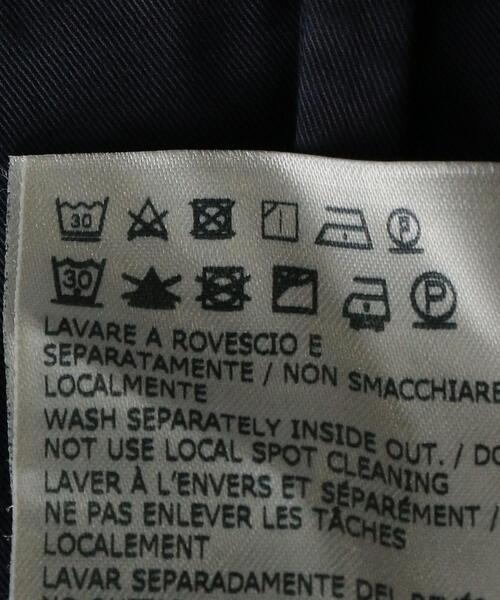 30 P
30 P
LAVARE A ROVESCIO E
SEPARATAMENTE / NON SMACCHIARE
LOCALMENTE
WASH SEPARATELY INSIDE OUT. / DO
NOT USE LOCAL SPOT CLEANING
LAVER À L'ENVERS ET SÉPARÉMENT /
NE PAS ENLEVER LES TÂCHES
LOCALEMENT
LAVAR SEPARADAMENTE DEL REVÉS